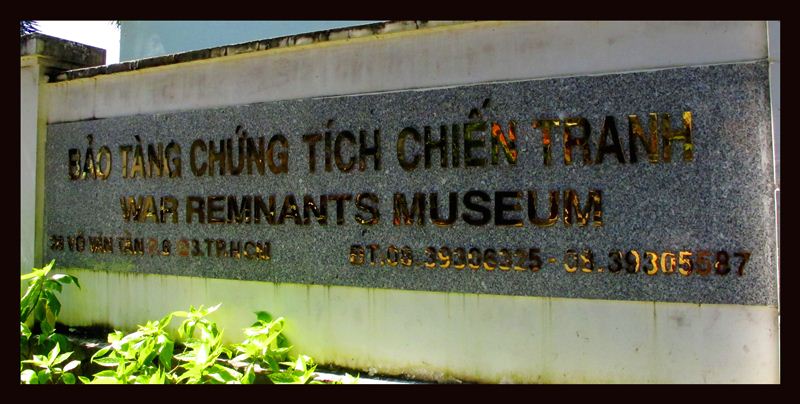 BẢO TÀNG CHỨNG TÍCH CHIẾN TRANH
WAR REMNANTS MUSEUM
28 VÕ VĂN TẦN P.6 Q3.TP.HCM ĐT.08.39306325 - 08.39305587